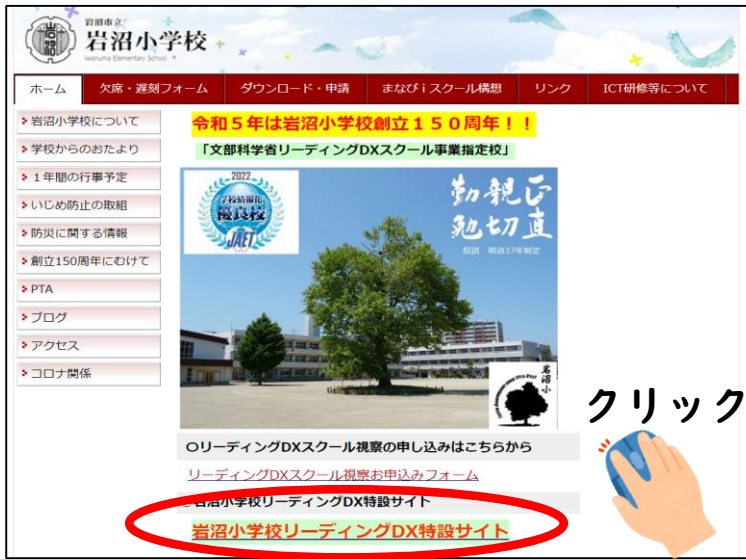 岩沼市立
岩沼小学校
Iwanuma Elementary School
ホーム 欠席・遅刻フォーム ダウンロード・申請 まなびｉスクール構想 リンク ICT研修等について
岩沼小学校について
学校からのおたより
１年間の行事予定
いじめ防止の取組
防災に関する情報
創立150周年にむけて
PTA
ブログ
アクセス
コロナ関係
令和５年は岩沼小学校創立１５０周年！！
「文部科学省リーディングDXスクール事業指定校」
2022
学校情報化
優良校
JAET
正直
親切
勤勉
校訓 明治37年制定
岩沼小
クリック
〇リーディングDXスクール視察の申し込みはこちらから
リーディングDXスクール視察お申込みフォーム
岩沼小学校リーディングDX特設サイト
岩沼小学校リーディングDX特設サイト